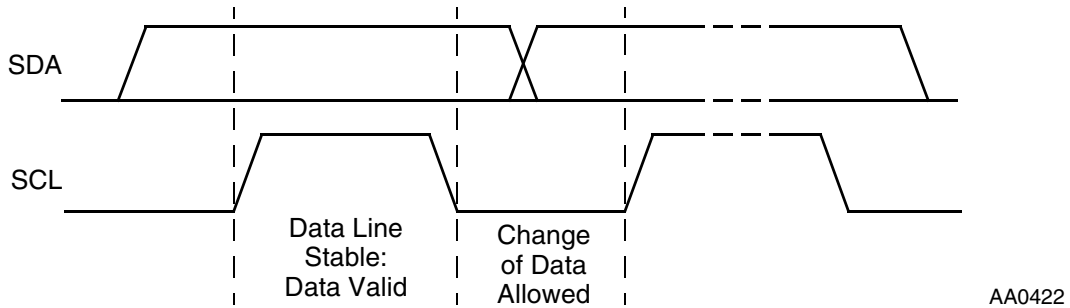 SDA
SCL
Data Line
Stable:
Data Valid
Change
of Data
Allowed
AA0422